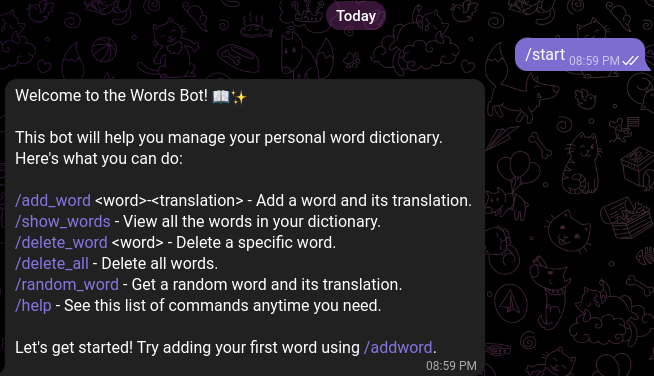 Today
/start 08:59 PM
Welcome to the Words Bot! 📖✨
This bot will help you manage your personal word dictionary.
Here's what you can do:
/add_word <word>-<translation> - Add a word and its translation.
/show_words - View all the words in your dictionary.
/delete_word <word> - Delete a specific word.
/delete_all - Delete all words.
/random_word - Get a random word and its translation.
/help - See this list of commands anytime you need.
Let's get started! Try adding your first word using /addword.
08:59 PM